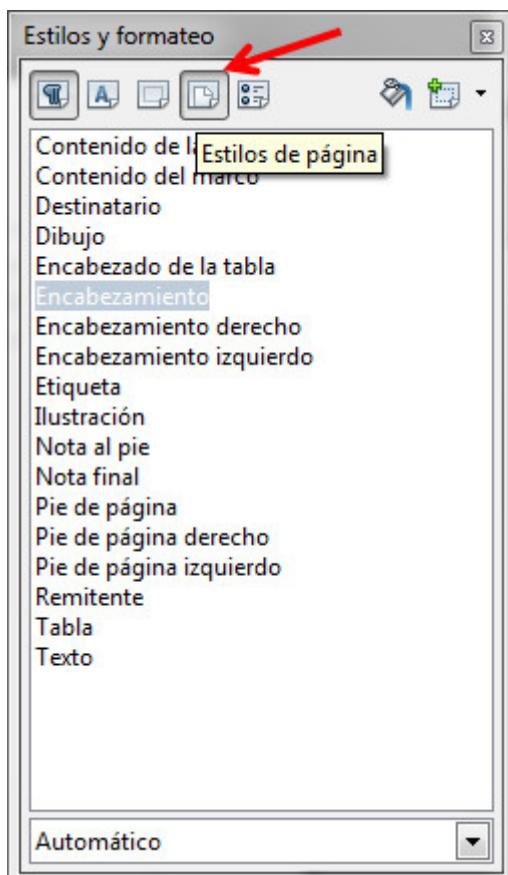 Estilos y formateo
Estilos de página
Contenido de l
Contenido del marco
Destinatario
Dibujo
Encabezado de la tabla
Encabezamiento
Encabezamiento derecho
Encabezamiento izquierdo
Etiqueta
Ilustración
Nota al pie
Nota final
Pie de página
Pie de página derecho
Pie de página izquierdo
Remitente
Tabla
Texto
Automático